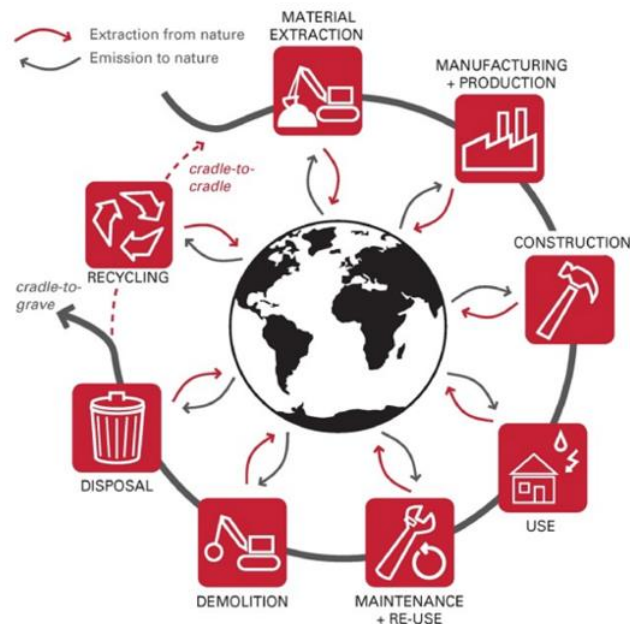 Extraction from nature
Emission to nature
MATERIAL
EXTRACTION
MANUFACTURING
+ PRODUCTION
CONSTRUCTION
USE
MAINTENANCE
+ RE-USE
DEMOLITION
DISPOSAL
cradle-to-
grave
RECYCLING
cradle-to-
cradle